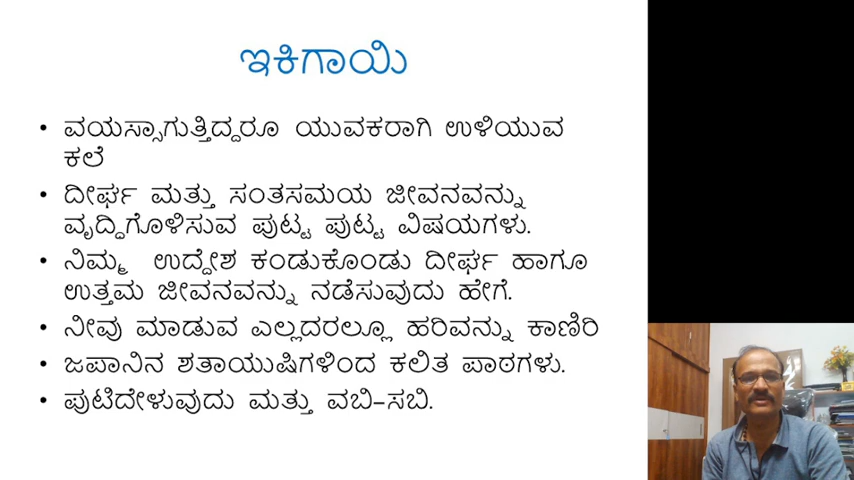 ಇಕಿಗಾಯಿ
• ವಯಸ್ಸಾಗುತ್ತಿದ್ದರೂ ಯುವಕರಾಗಿ ಉಳಿಯುವ
ಕಲೆ
• ದೀರ್ಘ ಮತ್ತು ಸಂತಸಮಯ ಜೀವನವನ್ನು
ವೃದ್ಧಿಗೊಳಿಸುವ ಪುಟ್ಟ ಪುಟ್ಟ ವಿಷಯಗಳು.
• ನಿಮ್ಮ ಉದ್ದೇಶ ಕಂಡುಕೊಂಡು ದೀರ್ಘ ಹಾಗೂ
ಉತ್ತಮ ಜೀವನವನ್ನು ನಡೆಸುವುದು ಹೇಗೆ.
• ನೀವು ಮಾಡುವ ಎಲ್ಲದರಲ್ಲೂ ಹರಿವನ್ನು ಕಾಣಿರಿ
• ಜಪಾನಿನ ಶತಾಯುಷಿಗಳಿಂದ ಕಲಿತ ಪಾಠಗಳು.
• ಪುಟಿದೇಳುವುದು ಮತ್ತು ವಬಿ-ಸಬಿ.